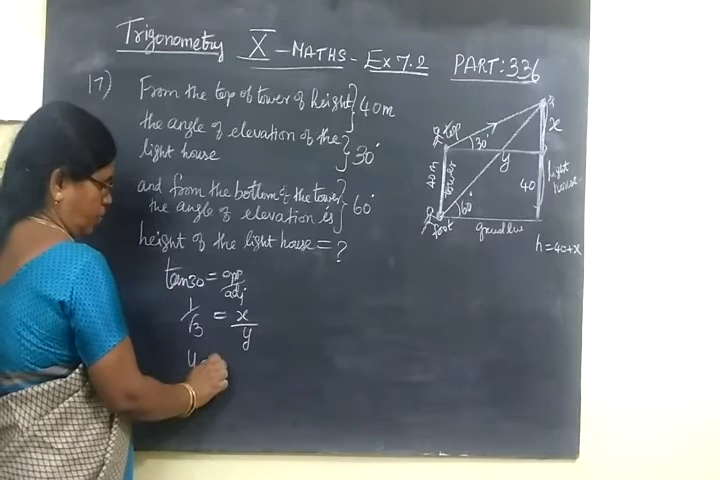 Trigonometry X - MATHS - Ex 7.2 PART: 336
17) From the top of tower of height } 40m
the angle of elevation of the
light house } 30°
and from the bottom of the tower
the angle of elevation is } 60°
height of the light house = ?
tan30 = opp/adj
1/√3 = x/y
y
top
30°
x
y
40 m
tower
40
light house
60°
foot
h = 40+x